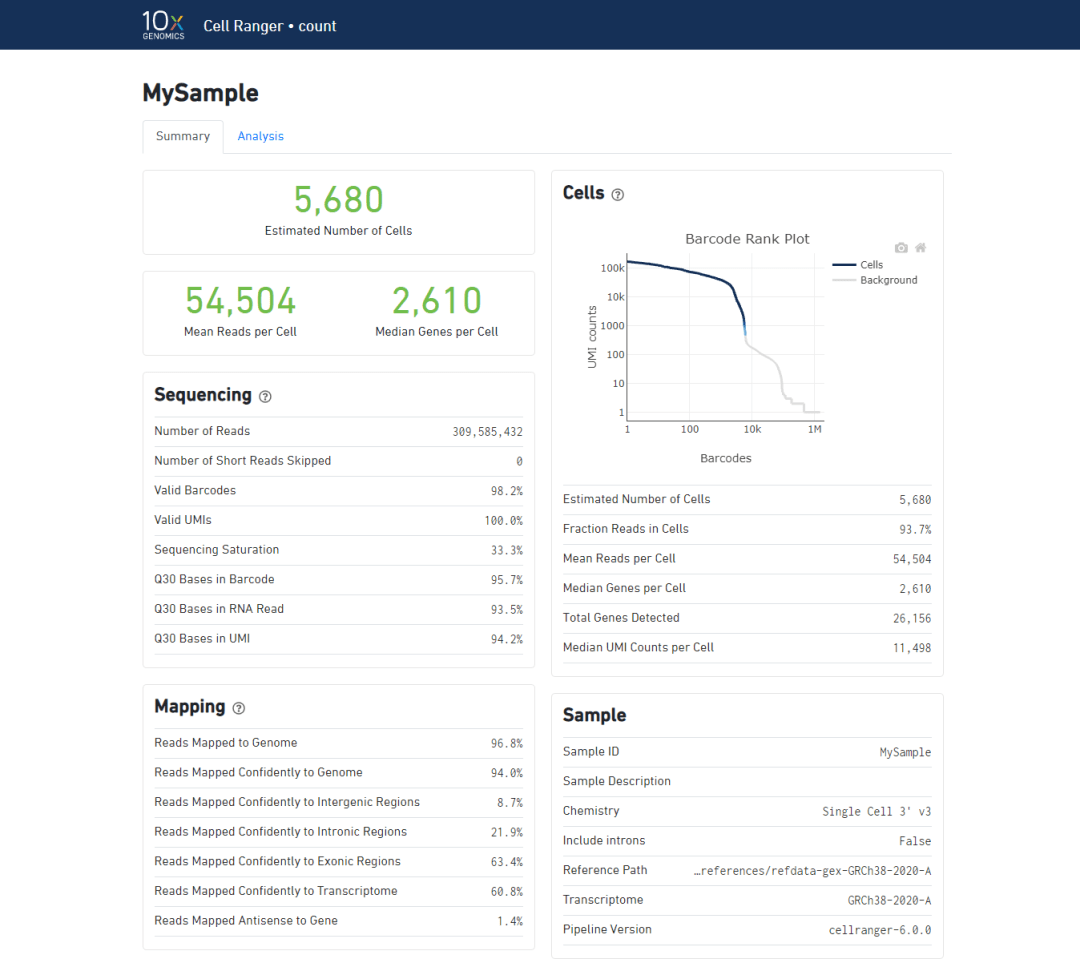 10x
GENOMICS
Cell Ranger • count
MySample
Summary
Analysis
5,680
Estimated Number of Cells
54,504
Mean Reads per Cell
2,610
Median Genes per Cell
Sequencing ?
Number of Reads 309,585,432
Number of Short Reads Skipped 0
Valid Barcodes 98.2%
Valid UMIs 100.0%
Sequencing Saturation 33.3%
Q30 Bases in Barcode 95.7%
Q30 Bases in RNA Read 93.5%
Q30 Bases in UMI 94.2%
Mapping ?
Reads Mapped to Genome 96.8%
Reads Mapped Confidently to Genome 94.0%
Reads Mapped Confidently to Intergenic Regions 8.7%
Reads Mapped Confidently to Intronic Regions 21.9%
Reads Mapped Confidently to Exonic Regions 63.4%
Reads Mapped Confidently to Transcriptome 60.8%
Reads Mapped Antisense to Gene 1.4%
Cells ?
Barcode Rank Plot
Cells
Background
UMI counts
100k
10k
1000
100
10
1
1 100 10k 1M
Barcodes
Estimated Number of Cells 5,680
Fraction Reads in Cells 93.7%
Mean Reads per Cell 54,504
Median Genes per Cell 2,610
Total Genes Detected 26,156
Median UMI Counts per Cell 11,498
Sample
Sample ID MySample
Sample Description
Chemistry Single Cell 3' v3
Include introns False
Reference Path …references/refdata-gex-GRCh38-2020-A
Transcriptome GRCh38-2020-A
Pipeline Version cellranger-6.0.0